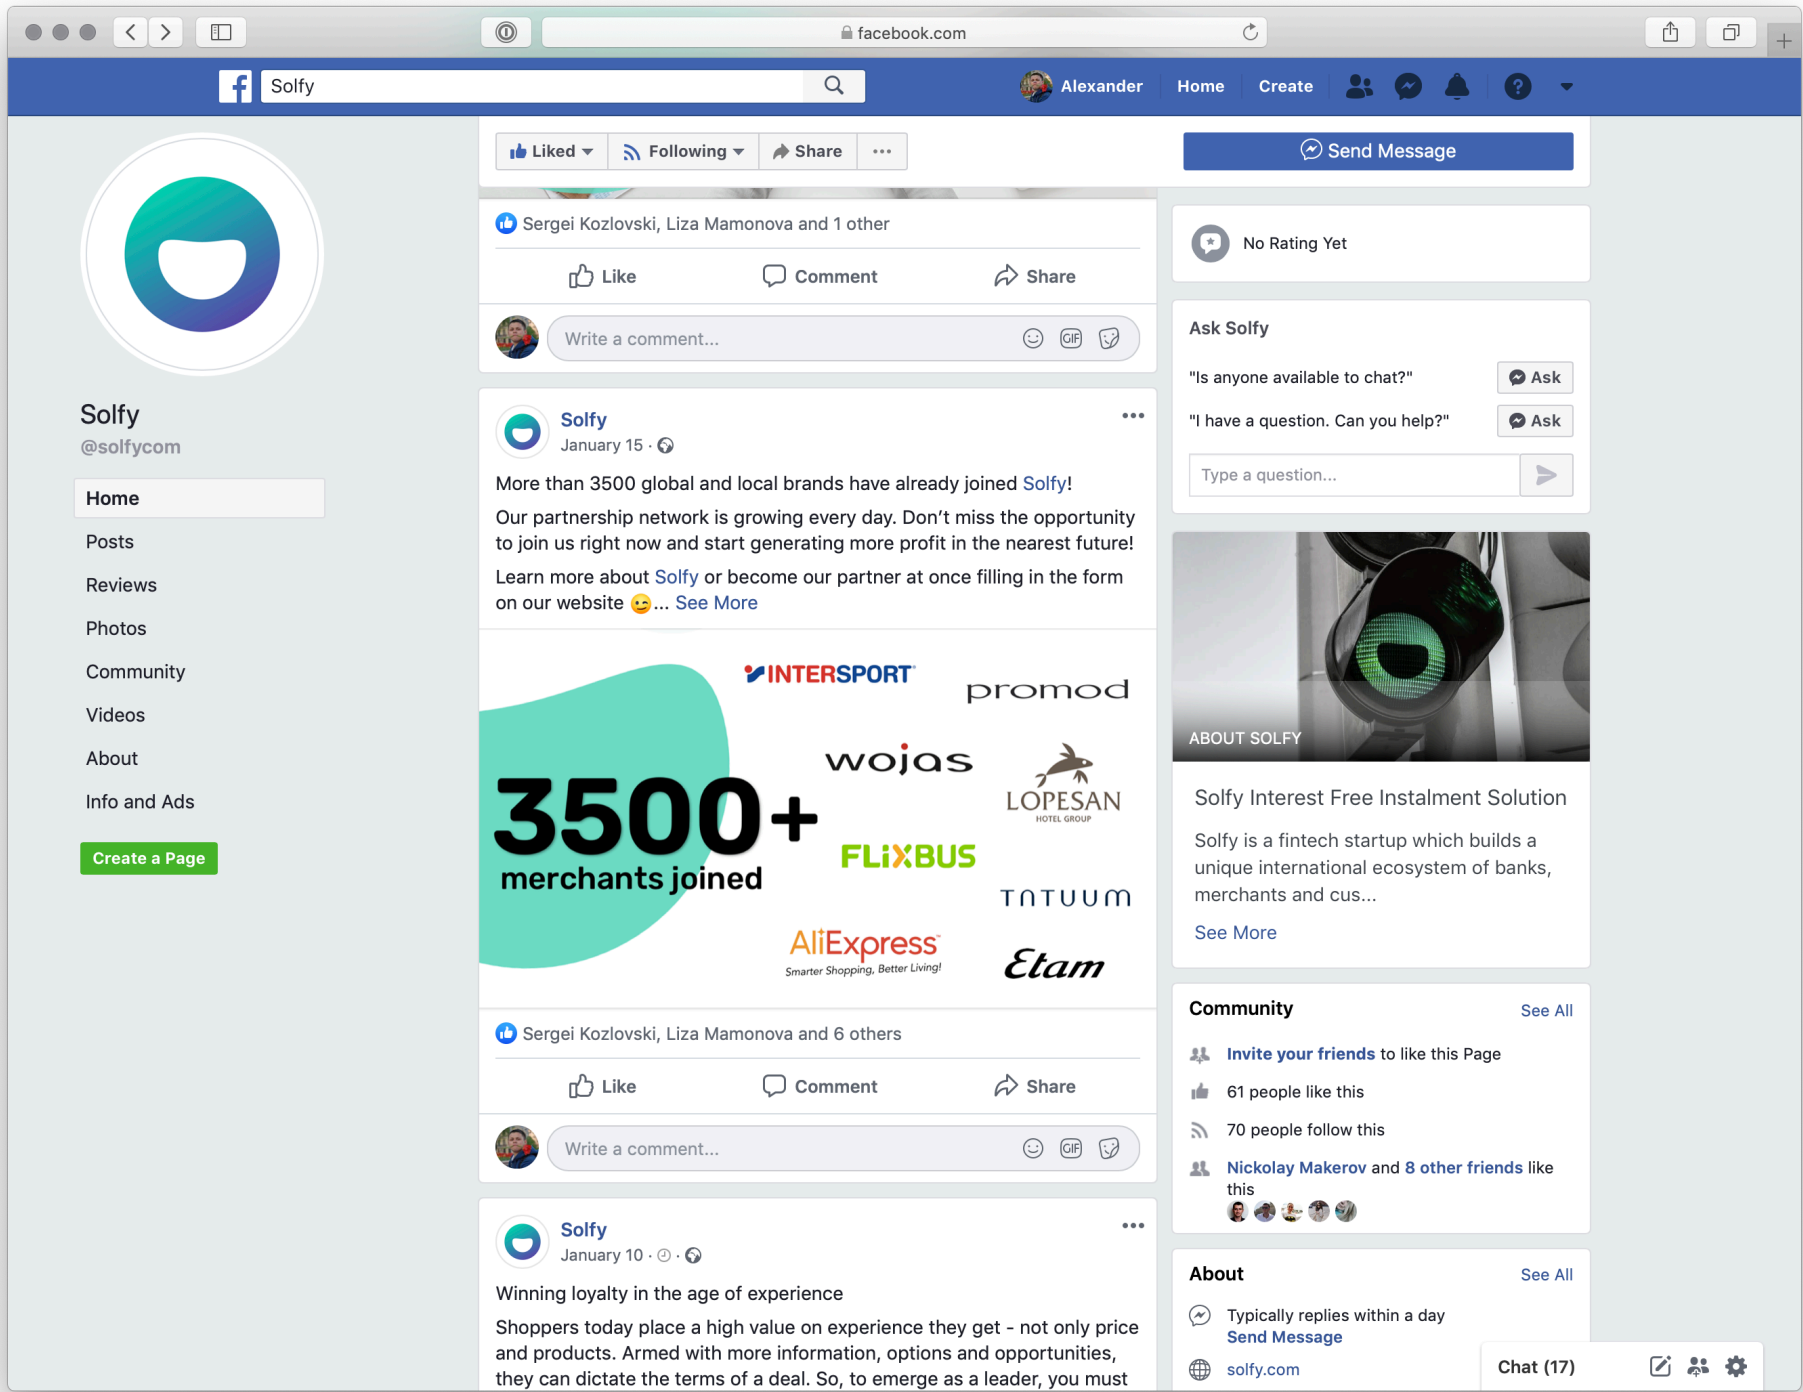 facebook.com
Solfy
Alexander
Home
Create
Liked
Following
Share
Send Message
Solfy
@solfycom
Home
Posts
Reviews
Photos
Community
Videos
About
Info and Ads
Create a Page
Sergei Kozlovski, Liza Mamonova and 1 other
Like
Comment
Share
Write a comment...
GIF
Solfy
January 15 ·
More than 3500 global and local brands have already joined Solfy!
Our partnership network is growing every day. Don’t miss the opportunity
to join us right now and start generating more profit in the nearest future!
Learn more about Solfy or become our partner at once filling in the form
on our website 😉... See More
INTERSPORT
promod
wojas
LOPESAN
HOTEL GROUP
3500+
merchants joined
FLiXBUS
TATUUM
AliExpress™
Smarter Shopping, Better Living!
Etam
Sergei Kozlovski, Liza Mamonova and 6 others
Like
Comment
Share
Write a comment...
GIF
Solfy
January 10 · ·
Winning loyalty in the age of experience
Shoppers today place a high value on experience they get - not only price
and products. Armed with more information, options and opportunities,
they can dictate the terms of a deal. So, to emerge as a leader, you must
No Rating Yet
Ask Solfy
"Is anyone available to chat?"
Ask
"I have a question. Can you help?"
Ask
Type a question...
ABOUT SOLFY
Solfy Interest Free Instalment Solution
Solfy is a fintech startup which builds a
unique international ecosystem of banks,
merchants and cus...
See More
Community
See All
Invite your friends to like this Page
61 people like this
70 people follow this
Nickolay Makerov and 8 other friends like
this
About
See All
Typically replies within a day
Send Message
solfy.com
Chat (17)